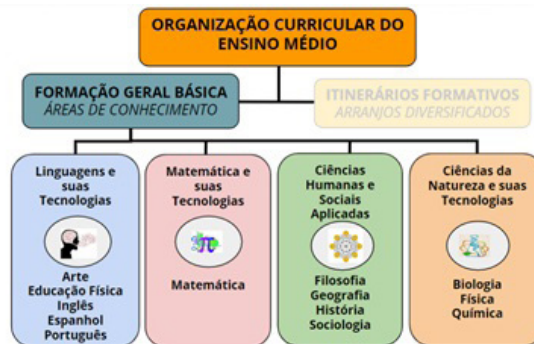 ORGANIZAÇÃO CURRICULAR DO
ENSINO MÉDIO
FORMAÇÃO GERAL BÁSICA
ÁREAS DE CONHECIMENTO
ITINERÁRIOS FORMATIVOS
ARRANJOS DIVERSIFICADOS
Linguagens e
suas
Tecnologias
Arte
Educação Física
Inglês
Espanhol
Português
Matemática e
suas
Tecnologias
Matemática
Ciências
Humanas e
Sociais
Aplicadas
Filosofia
Geografia
História
Sociologia
Ciências da
Natureza e suas
Tecnologias
Biologia
Física
Química